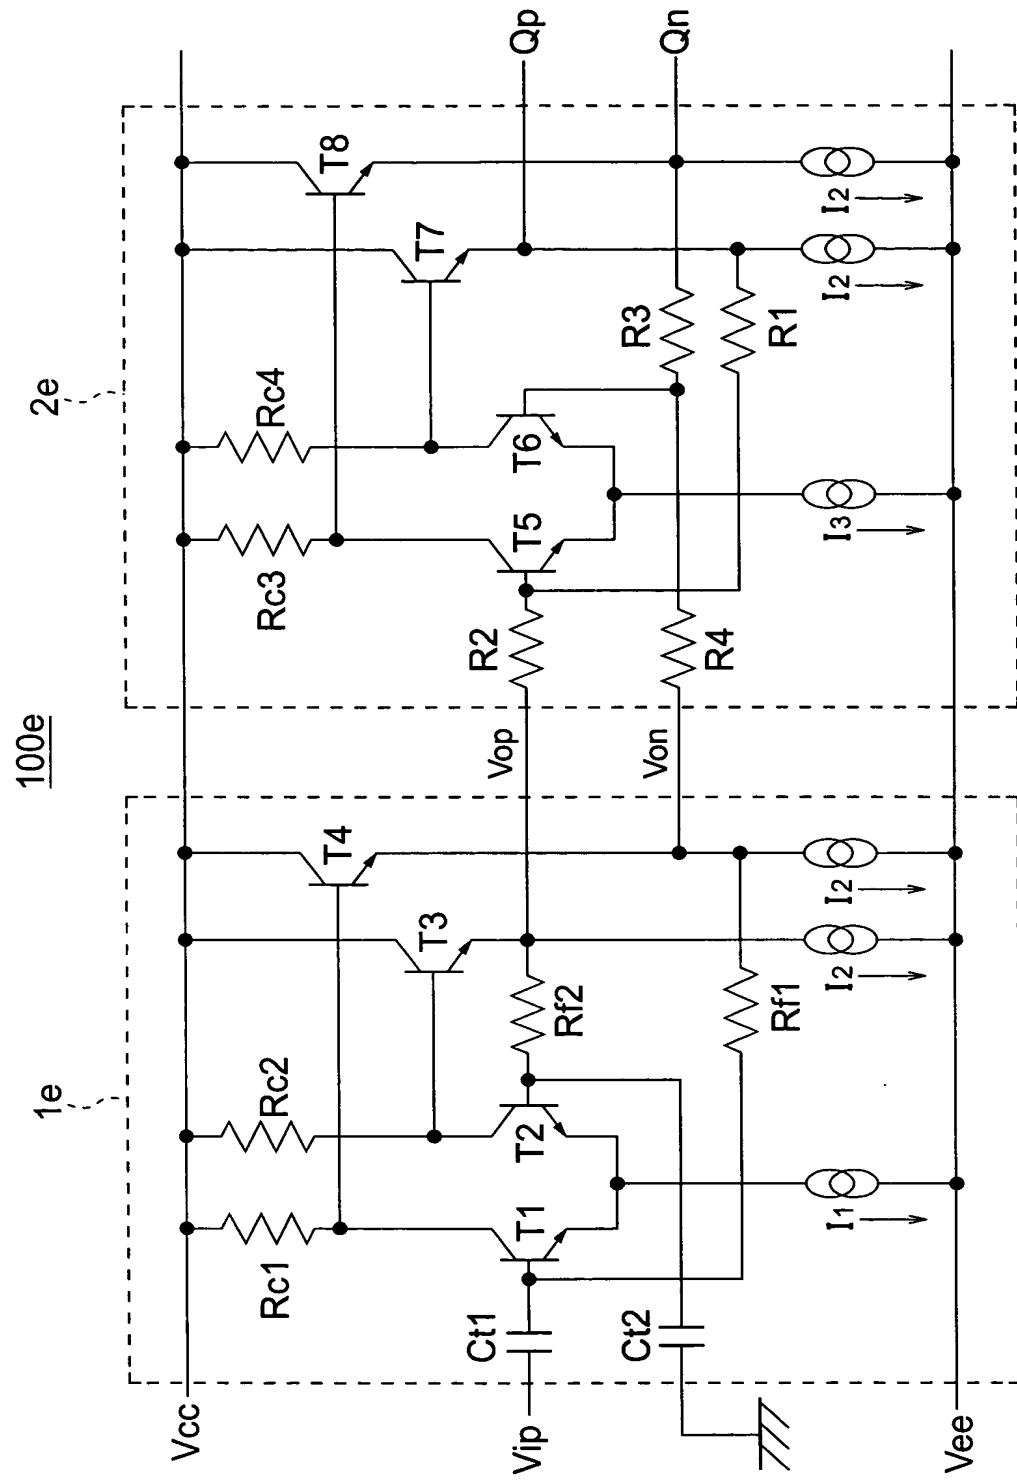 100e
1e
2e
Vcc
Rc1
Rc2
Rc3
Rc4
T4
T8
T3
T7
Vip
Ct1
T1
T2
Rf2
Vop
R2
T5
T6
Qp
Ct2
Rf1
Von
R4
R3
R1
Qn
I1
I2
I2
I3
I2
I2
Vee